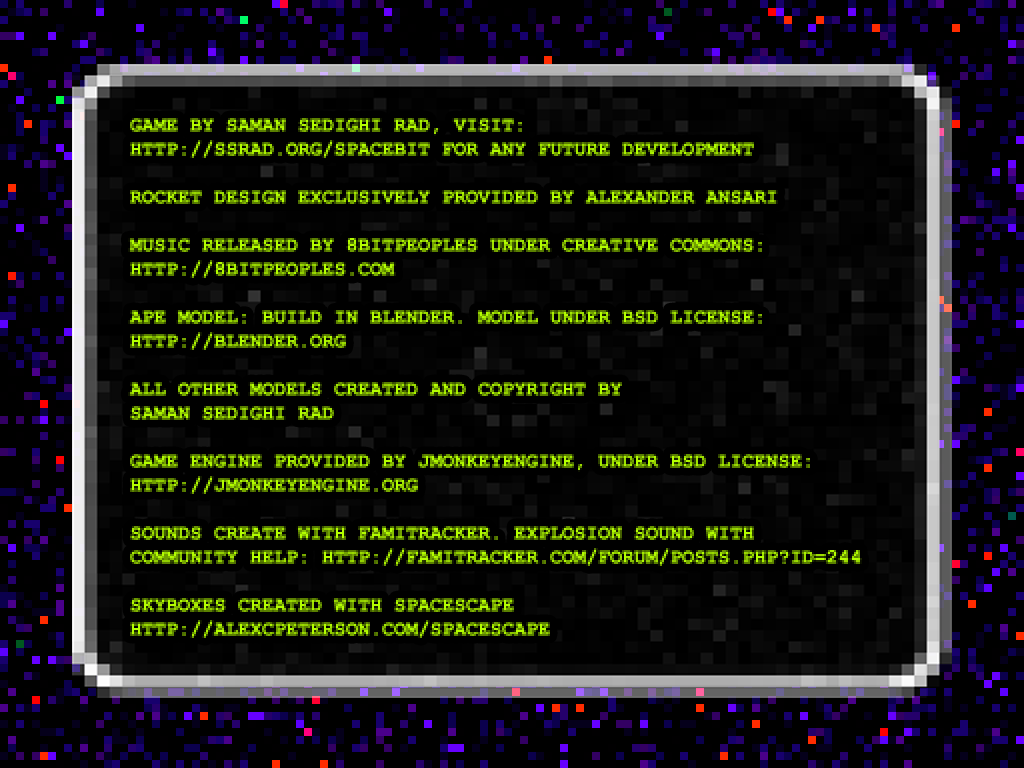 GAME BY SAMAN SEDIGHI RAD, VISIT:
HTTP://SSRAD.ORG/SPACEBIT FOR ANY FUTURE DEVELOPMENT
ROCKET DESIGN EXCLUSIVELY PROVIDED BY ALEXANDER ANSARI
MUSIC RELEASED BY 8BITPEOPLES UNDER CREATIVE COMMONS:
HTTP://8BITPEOPLES.COM
APE MODEL: BUILD IN BLENDER. MODEL UNDER BSD LICENSE:
HTTP://BLENDER.ORG
ALL OTHER MODELS CREATED AND COPYRIGHT BY
SAMAN SEDIGHI RAD
GAME ENGINE PROVIDED BY JMONKEYENGINE, UNDER BSD LICENSE:
HTTP://JMONKEYENGINE.ORG
SOUNDS CREATE WITH FAMITRACKER. EXPLOSION SOUND WITH
COMMUNITY HELP: HTTP://FAMITRACKER.COM/FORUM/POSTS.PHP?ID=244
SKYBOXES CREATED WITH SPACESCAPE
HTTP://ALEXCPETERSON.COM/SPACESCAPE